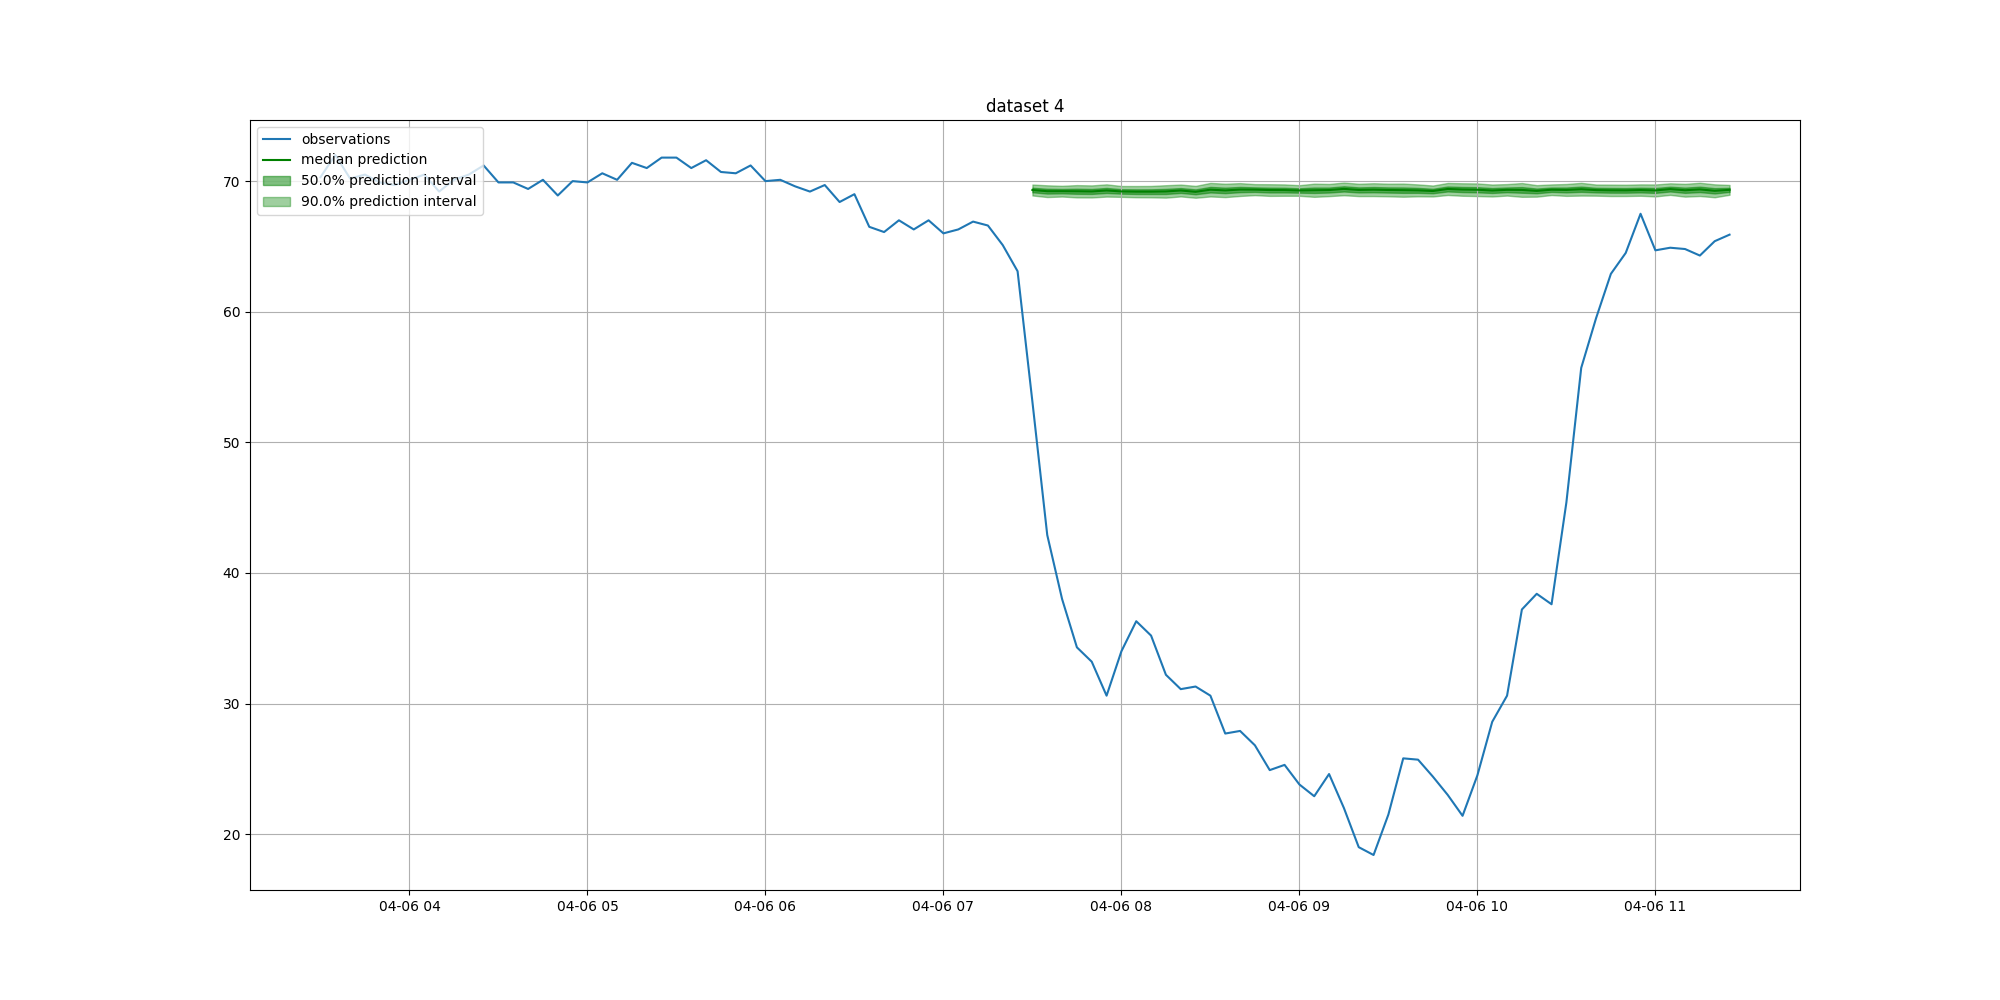 dataset 4
observations
median prediction
50.0% prediction interval
90.0% prediction interval
70
60
50
40
30
20
04-06 04 04-06 05 04-06 06 04-06 07 04-06 08 04-06 09 04-06 10 04-06 11